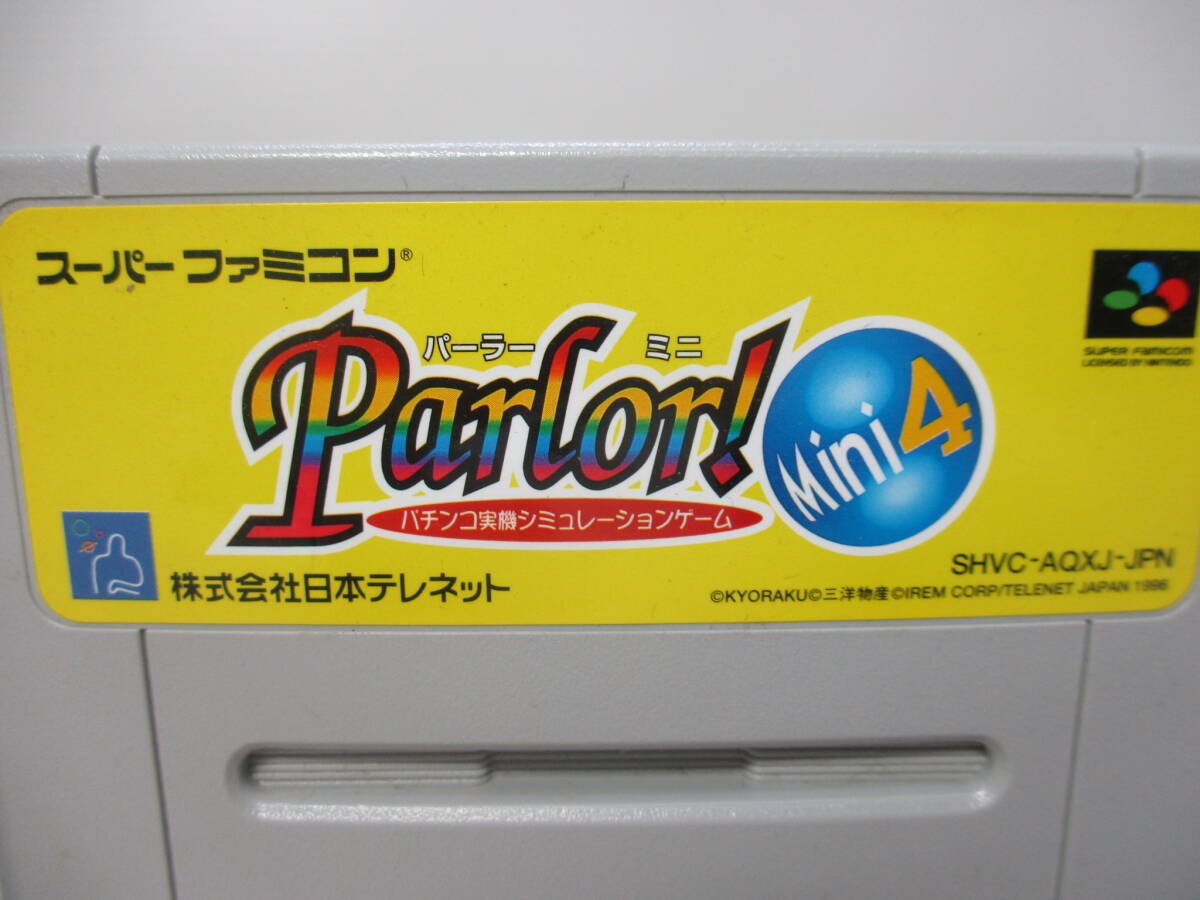 スーパーファミコン®
パーラー ミニ
Parlor! Mini 4
パチンコ実機シミュレーションゲーム
SUPER FAMICOM
LICENSED BY NINTENDO
SHVC-AQXJ-JPN
株式会社日本テレネット
©KYORAKU©三洋物産©IREM CORP/TELENET JAPAN 1996